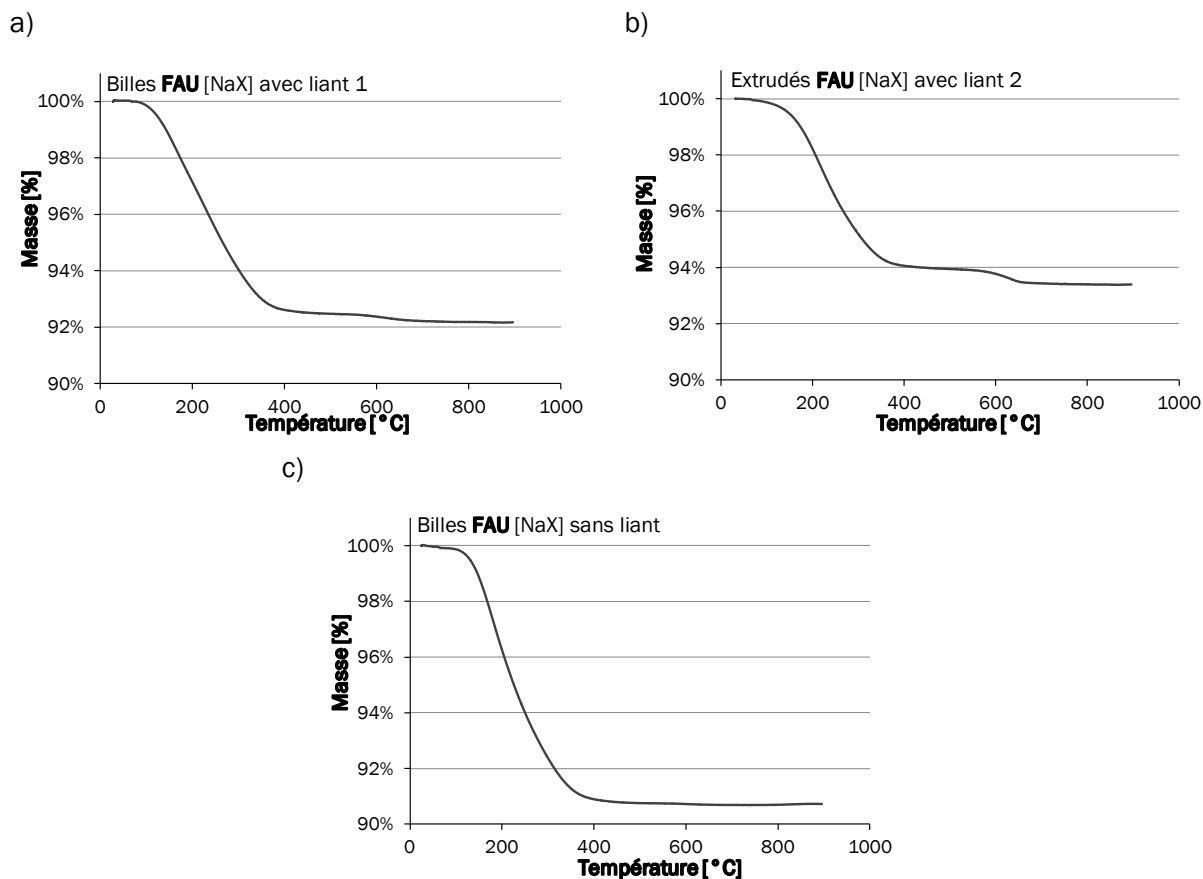 a)
Billes FAU [NaX] avec liant 1
100%
98%
96%
94%
92%
90%
Masse [%]
0 200 400 600 800 1000
Température [°C]
b)
Extrudés FAU [NaX] avec liant 2
100%
98%
96%
94%
92%
90%
Masse [%]
0 200 400 600 800 1000
Température [°C]
c)
Billes FAU [NaX] sans liant
100%
98%
96%
94%
92%
90%
Masse [%]
0 200 400 600 800 1000
Température [°C]